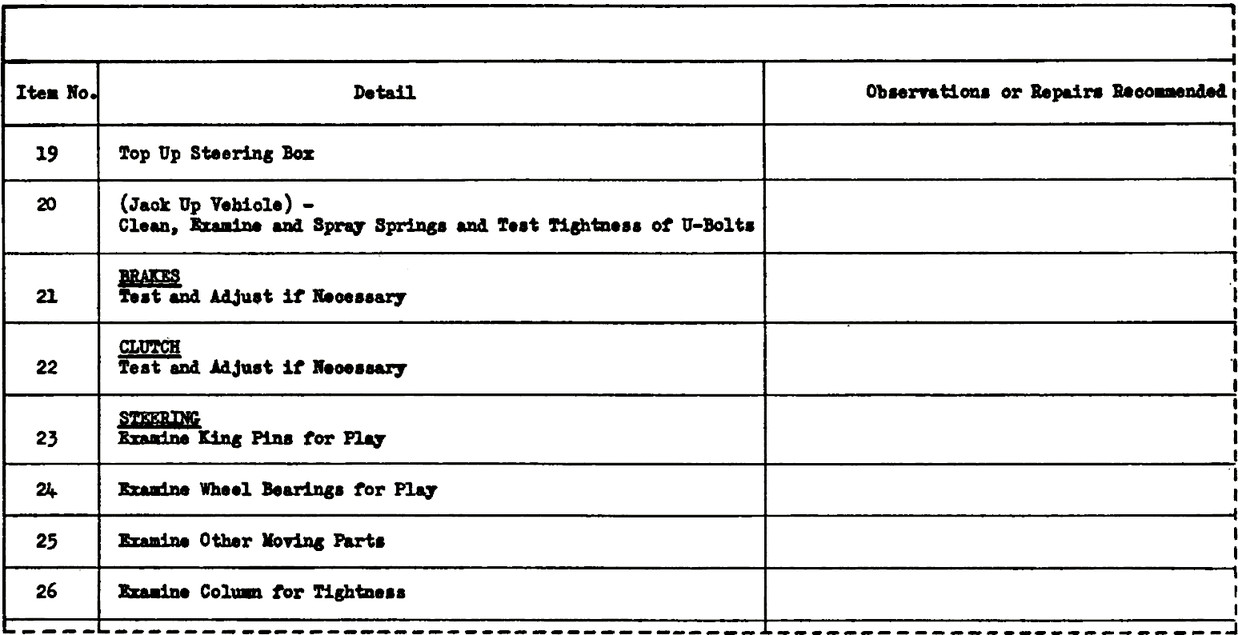 Item No. Detail Observations or Repairs Recommended
19 Top Up Steering Box
20 (Jack Up Vehicle) -
Clean, Examine and Spray Springs and Test Tightness of U-Bolts
BRAKES
21 Test and Adjust if Necessary
CLUTCH
22 Test and Adjust if Necessary
STEERING
23 Examine King Pins for Play
24 Examine Wheel Bearings for Play
25 Examine Other Moving Parts
26 Examine Column for Tightness